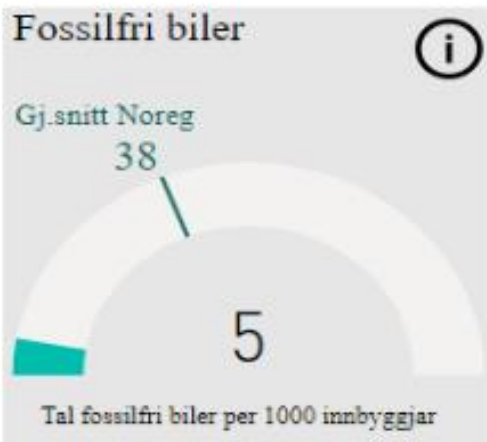 Fossilfri biler
i
Gj.snitt Noreg
38
5
Tal fossilfri biler per 1000 innbyggjar